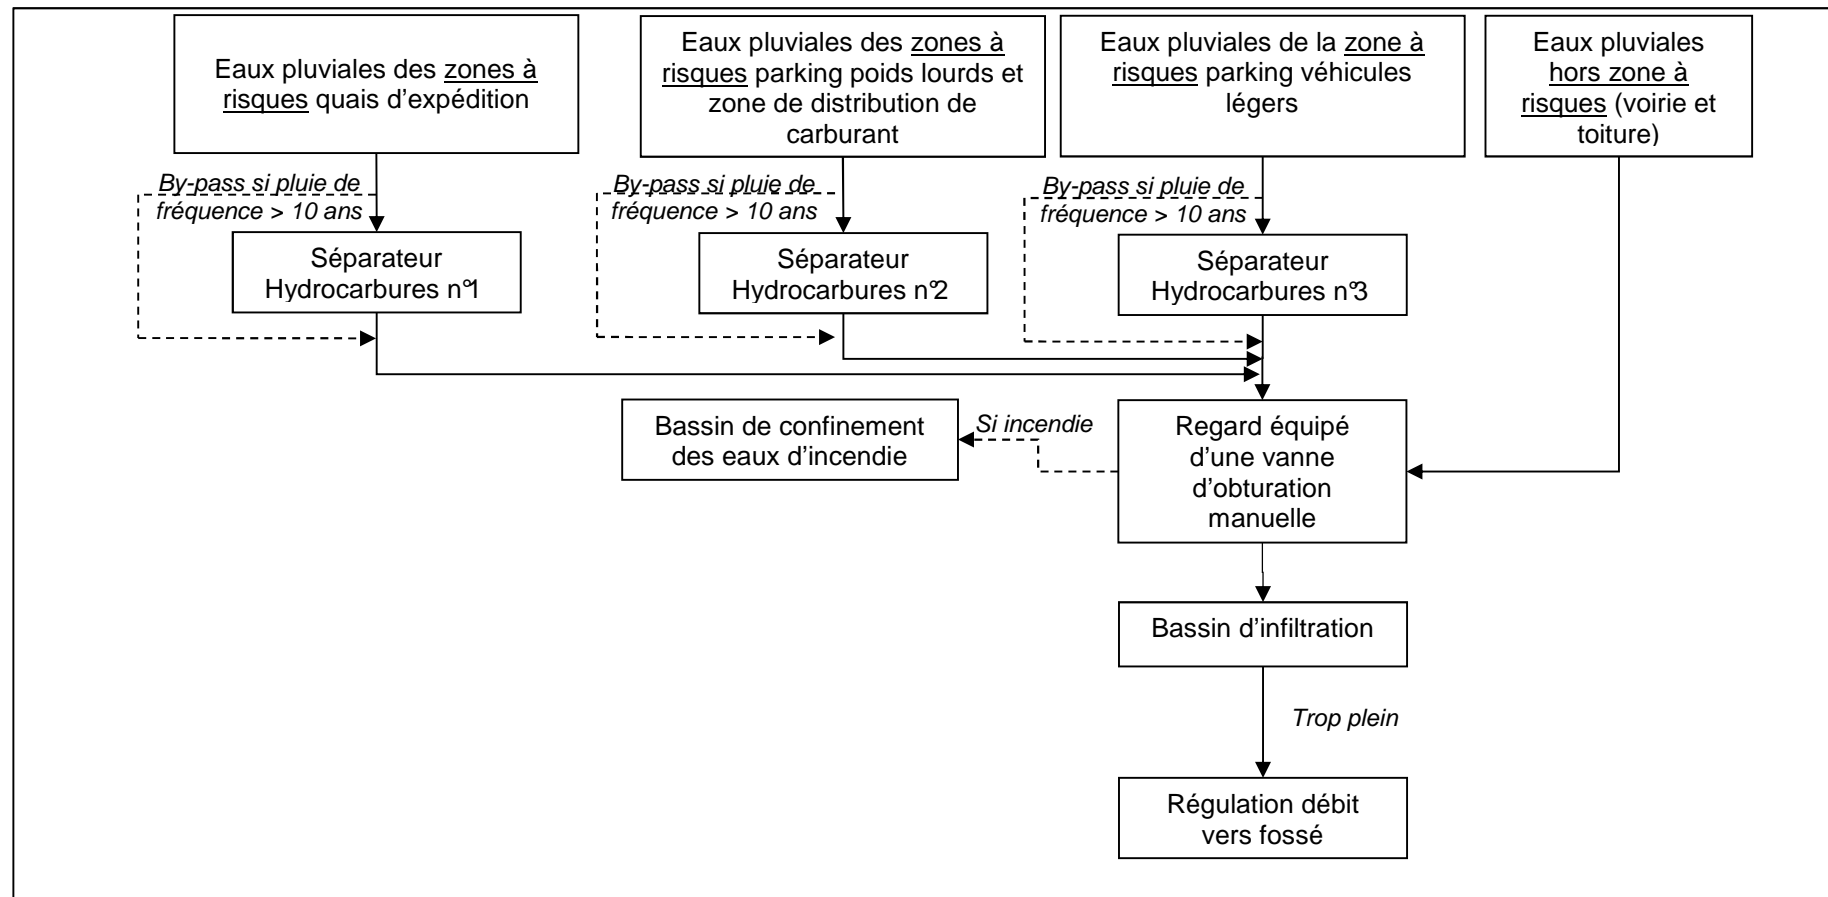 Eaux pluviales des zones à
risques quais d’expédition
Eaux pluviales des zones à
risques parking poids lourds et
zone de distribution de
carburant
Eaux pluviales de la zone à
risques parking véhicules
légers
Eaux pluviales
hors zone à
risques (voirie et
toiture)
By-pass si pluie de
fréquence > 10 ans
By-pass si pluie de
fréquence > 10 ans
By-pass si pluie de
fréquence > 10 ans
Séparateur
Hydrocarbures n°1
Séparateur
Hydrocarbures n°2
Séparateur
Hydrocarbures n°3
Bassin de confinement
des eaux d’incendie
Si incendie
Regard équipé
d’une vanne
d’obturation
manuelle
Bassin d’infiltration
Trop plein
Régulation débit
vers fossé